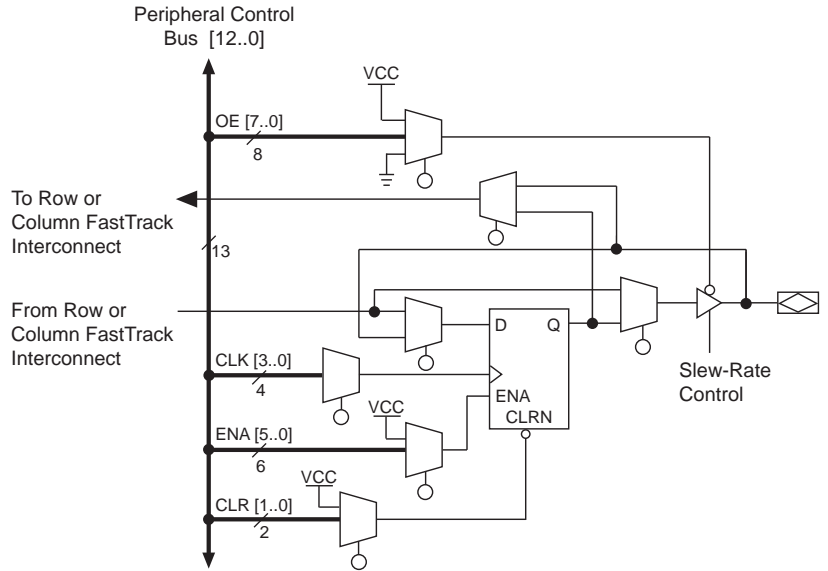 Peripheral Control
Bus [12..0]
VCC
OE [7..0]
8
To Row or
Column FastTrack
Interconnect
13
From Row or
Column FastTrack
Interconnect
D
Q
CLK [3..0]
4
Slew-Rate
Control
VCC
ENA
CLRN
ENA [5..0]
6
VCC
CLR [1..0]
2